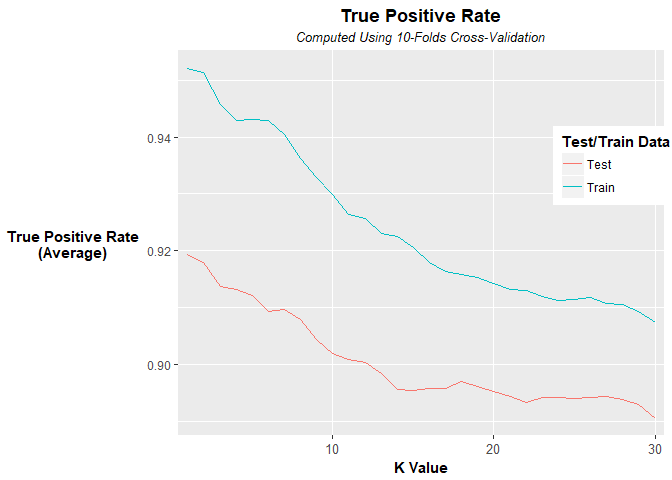 True Positive Rate
Computed Using 10-Folds Cross-Validation
0.94
0.92
0.90
True Positive Rate
(Average)
Test/Train Data
Test
Train
10
20
30
K Value